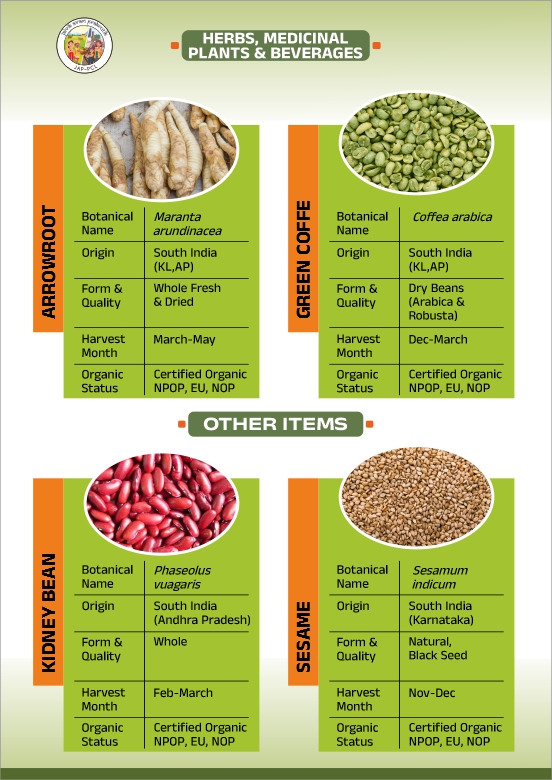 JAP-PCL
HERBS, MEDICINAL
PLANTS & BEVERAGES
ARROWROOT
Botanical
Name
Maranta
arundinacea
Origin
South India
(KL,AP)
Form &
Quality
Whole Fresh
& Dried
Harvest
Month
March-May
Organic
Status
Certified Organic
NPOP, EU, NOP
GREEN COFFE
Botanical
Name
Coffea arabica
Origin
South India
(KL,AP)
Form &
Quality
Dry Beans
(Arabica &
Robusta)
Harvest
Month
Dec-March
Organic
Status
Certified Organic
NPOP, EU, NOP
OTHER ITEMS
KIDNEY BEAN
Botanical
Name
Phaseolus
vuagaris
Origin
South India
(Andhra Pradesh)
Form &
Quality
Whole
Harvest
Month
Feb-March
Organic
Status
Certified Organic
NPOP, EU, NOP
SESAME
Botanical
Name
Sesamum
indicum
Origin
South India
(Karnataka)
Form &
Quality
Natural,
Black Seed
Harvest
Month
Nov-Dec
Organic
Status
Certified Organic
NPOP, EU, NOP